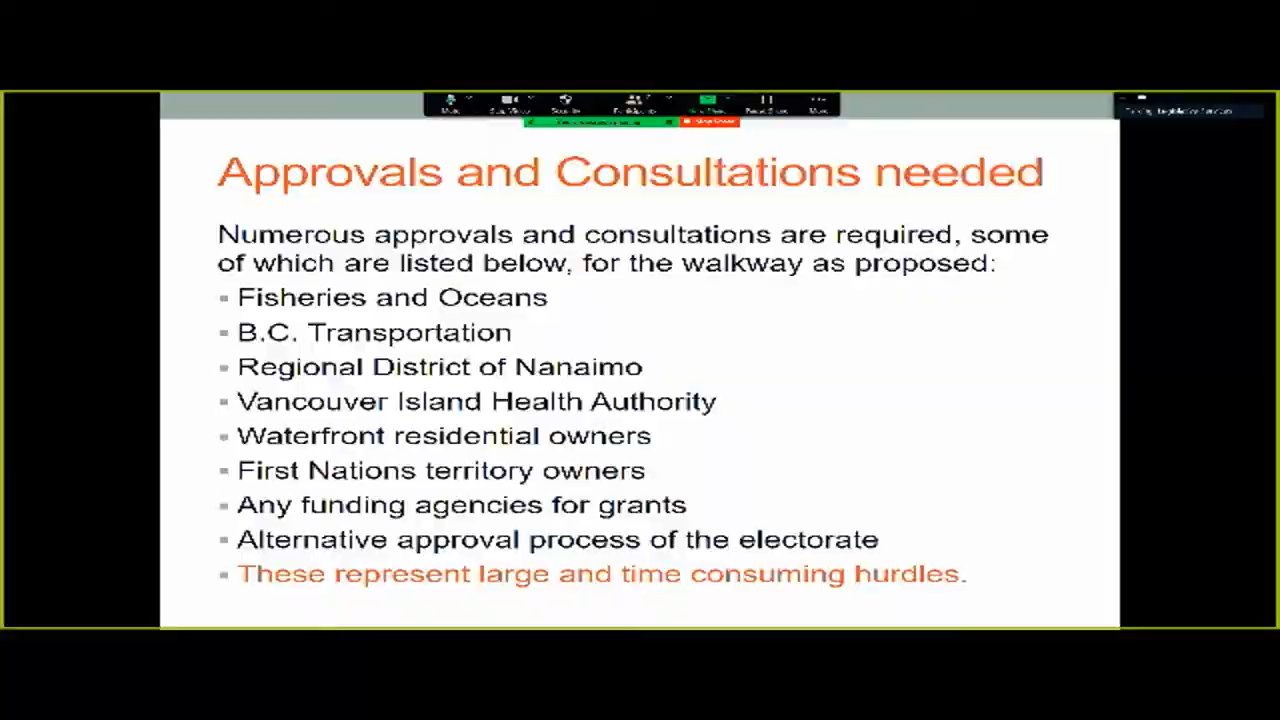 Approvals and Consultations needed
Numerous approvals and consultations are required, some
of which are listed below, for the walkway as proposed:
Fisheries and Oceans
B.C. Transportation
Regional District of Nanaimo
Vancouver Island Health Authority
Waterfront residential owners
First Nations territory owners
Any funding agencies for grants
Alternative approval process of the electorate
These represent large and time consuming hurdles.